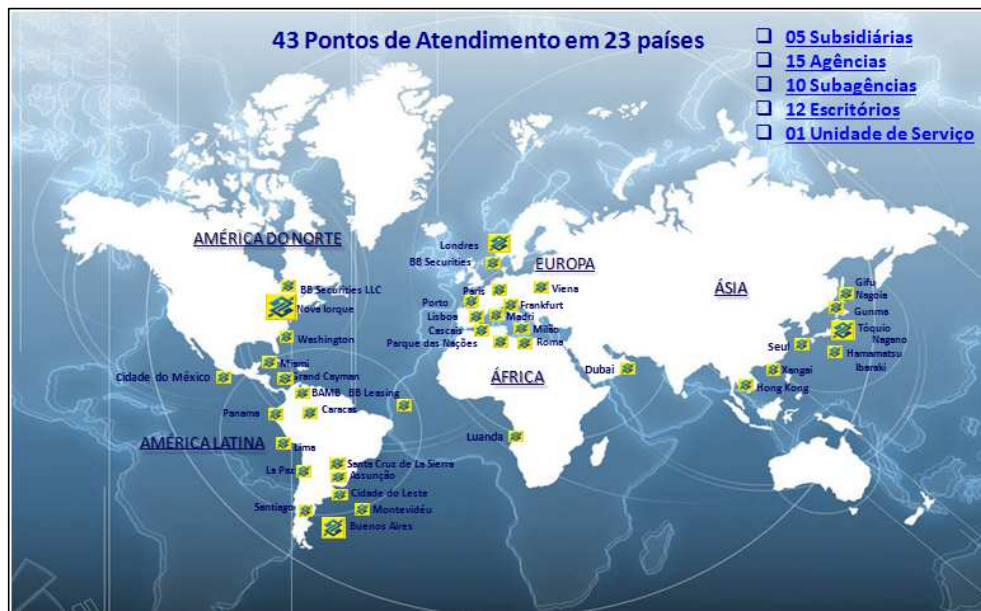 43 Pontos de Atendimento em 23 países
05 Subsidiárias
15 Agências
10 Subagências
12 Escritórios
01 Unidade de Serviço
AMÉRICA DO NORTE
BB Securities LLC
Nova Iorque
Washington
Miami
Cidade do México
Grand Cayman
BAMB BB Leasing
Panama
Caracas
AMÉRICA LATINA
Lima
La Paz
Santa Cruz de La Sierra
Assunção
Cidade do Leste
Santiago
Montevidéu
Buenos Aires
Londres
BB Securities
EUROPA
Paris
Viena
Porto
Frankfurt
Lisboa
Madri
Cascais
Milão
Parque das Nações
Roma
ÁFRICA
Luanda
ÁSIA
Dubai
Gifu
Nagoia
Gunma
Tóquio
Nagano
Seul
Hamamatsu
Ibaraki
Xangai
Hong Kong